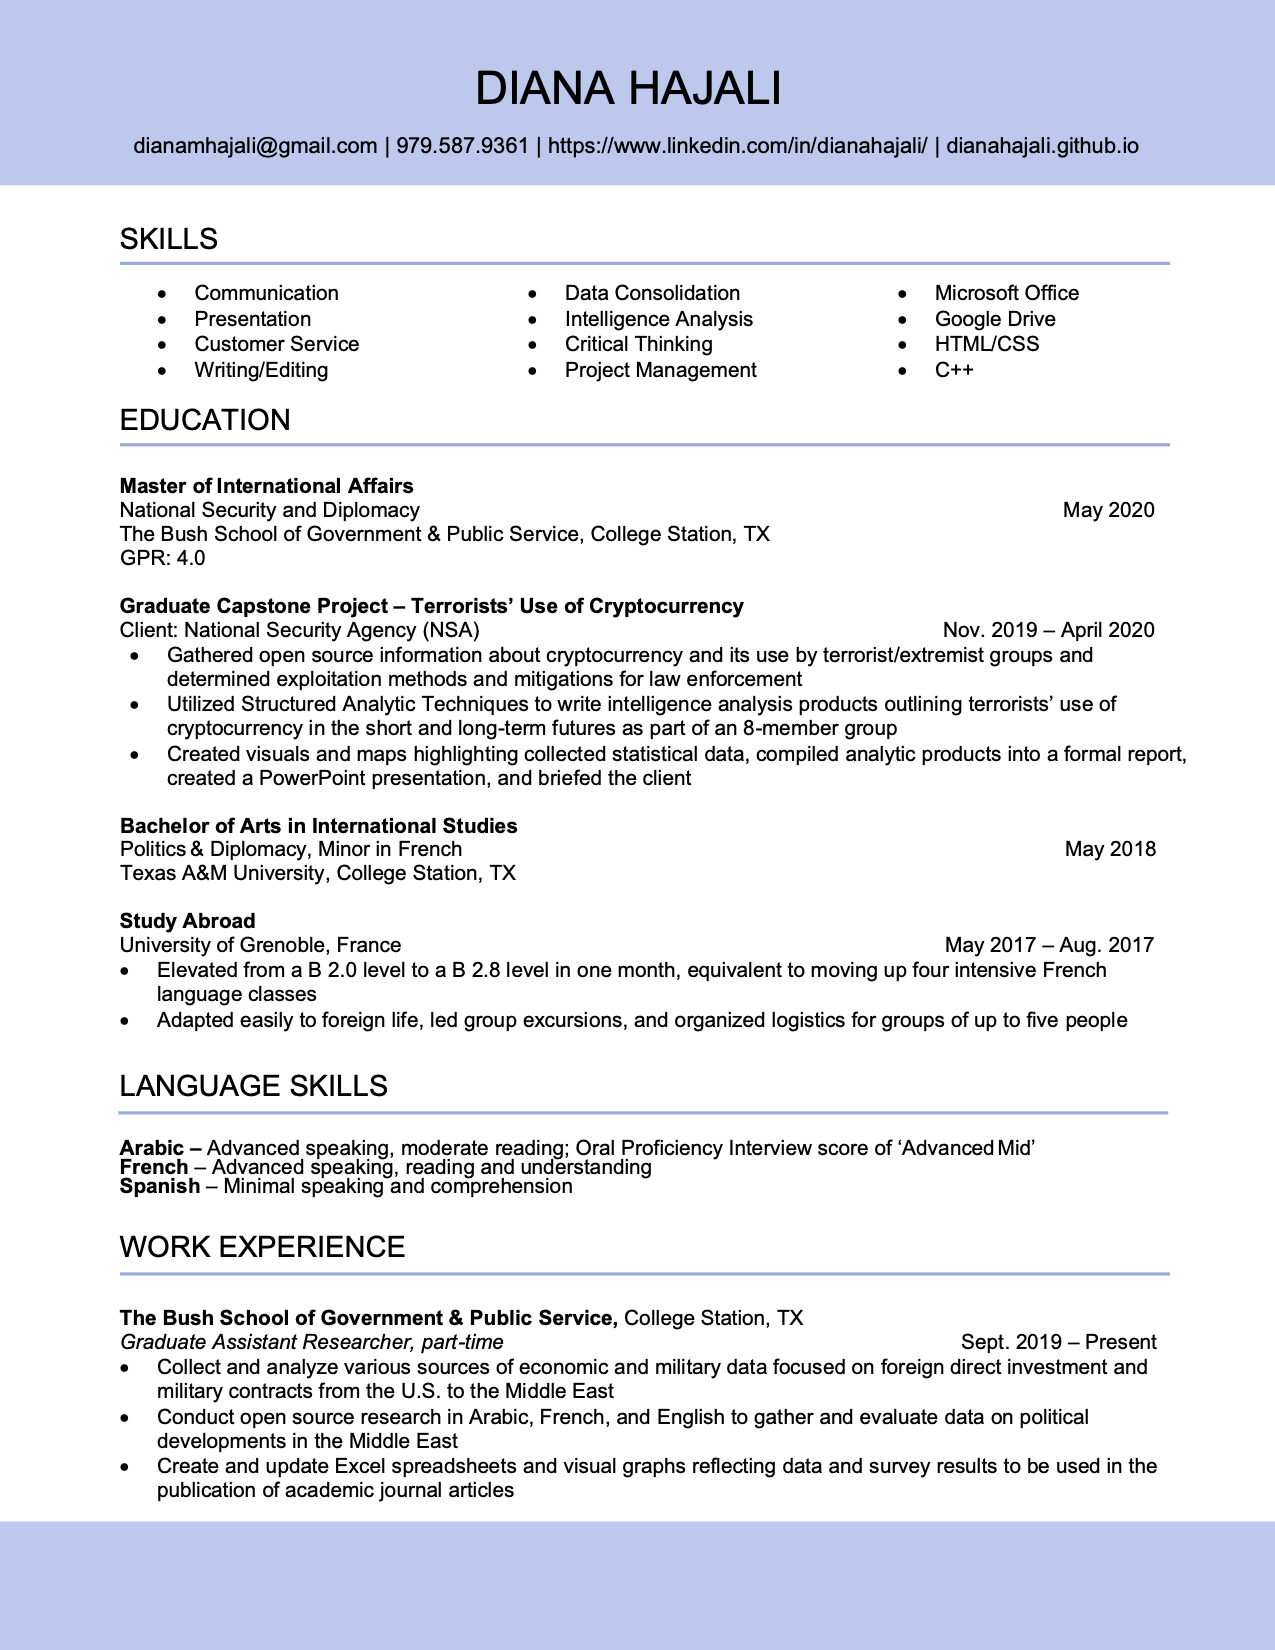 DIANA HAJALI
dianamhajali@gmail.com | 979.587.9361 | https://www.linkedin.com/in/dianahajali/ | dianahajali.github.io
SKILLS
• Communication
• Presentation
• Customer Service
• Writing/Editing
• Data Consolidation
• Intelligence Analysis
• Critical Thinking
• Project Management
• Microsoft Office
• Google Drive
• HTML/CSS
• C++
EDUCATION
Master of International Affairs
National Security and Diplomacy May 2020
The Bush School of Government & Public Service, College Station, TX
GPR: 4.0
Graduate Capstone Project – Terrorists’ Use of Cryptocurrency
Client: National Security Agency (NSA) Nov. 2019 – April 2020
• Gathered open source information about cryptocurrency and its use by terrorist/extremist groups and
determined exploitation methods and mitigations for law enforcement
• Utilized Structured Analytic Techniques to write intelligence analysis products outlining terrorists’ use of
cryptocurrency in the short and long-term futures as part of an 8-member group
• Created visuals and maps highlighting collected statistical data, compiled analytic products into a formal report,
created a PowerPoint presentation, and briefed the client
Bachelor of Arts in International Studies
Politics & Diplomacy, Minor in French May 2018
Texas A&M University, College Station, TX
Study Abroad
University of Grenoble, France May 2017 – Aug. 2017
• Elevated from a B 2.0 level to a B 2.8 level in one month, equivalent to moving up four intensive French
language classes
• Adapted easily to foreign life, led group excursions, and organized logistics for groups of up to five people
LANGUAGE SKILLS
Arabic – Advanced speaking, moderate reading; Oral Proficiency Interview score of ‘Advanced Mid’
French – Advanced speaking, reading and understanding
Spanish – Minimal speaking and comprehension
WORK EXPERIENCE
The Bush School of Government & Public Service, College Station, TX
Graduate Assistant Researcher, part-time Sept. 2019 – Present
• Collect and analyze various sources of economic and military data focused on foreign direct investment and
military contracts from the U.S. to the Middle East
• Conduct open source research in Arabic, French, and English to gather and evaluate data on political
developments in the Middle East
• Create and update Excel spreadsheets and visual graphs reflecting data and survey results to be used in the
publication of academic journal articles